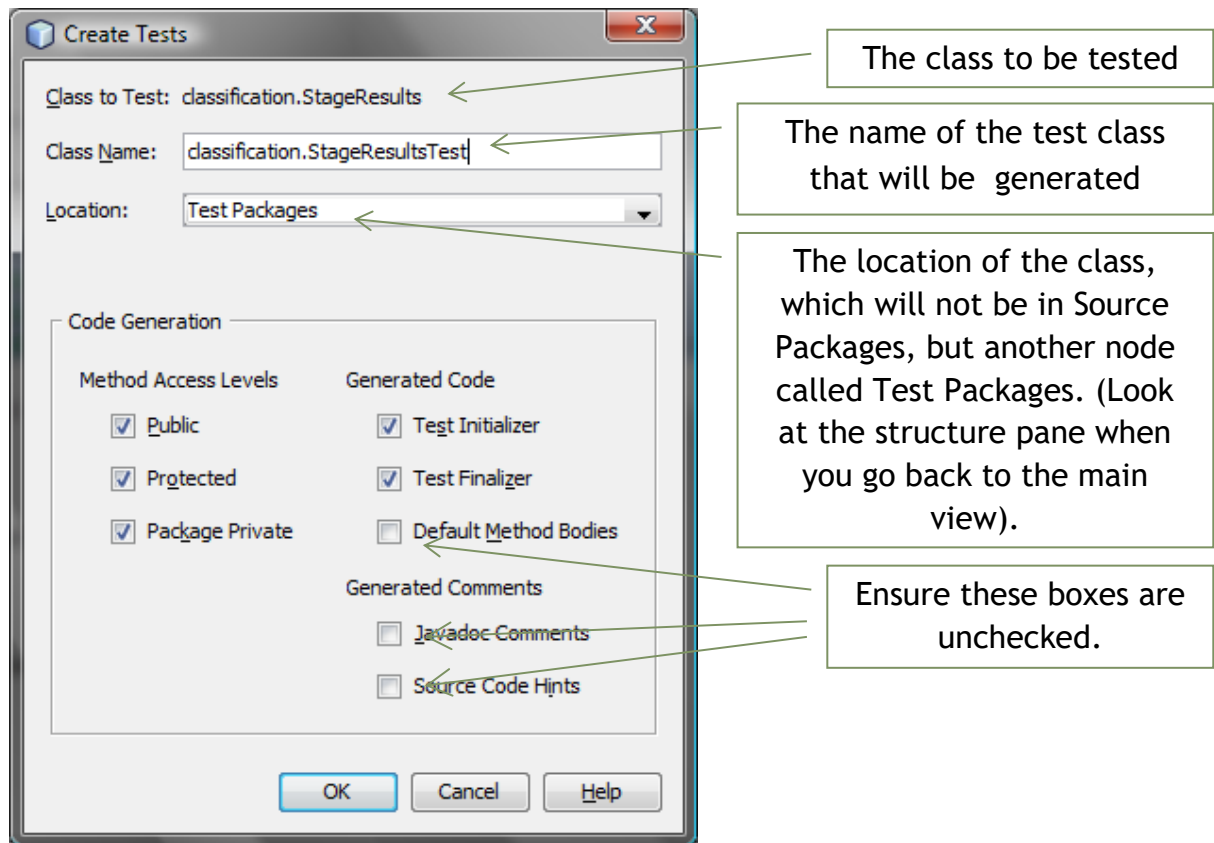 Create Tests
X
Class to Test: classification.StageResults
Class Name: classification.StageResultsTest
Location: Test Packages
Code Generation
Method Access Levels
Generated Code
Public
Test Initializer
Protected
Test Finalizer
Package Private
Default Method Bodies
Generated Comments
Javadoc Comments
Source Code Hints
OK
Cancel
Help
The class to be tested
The name of the test class
that will be generated
The location of the class,
which will not be in Source
Packages, but another node
called Test Packages. (Look
at the structure pane when
you go back to the main
view).
Ensure these boxes are
unchecked.